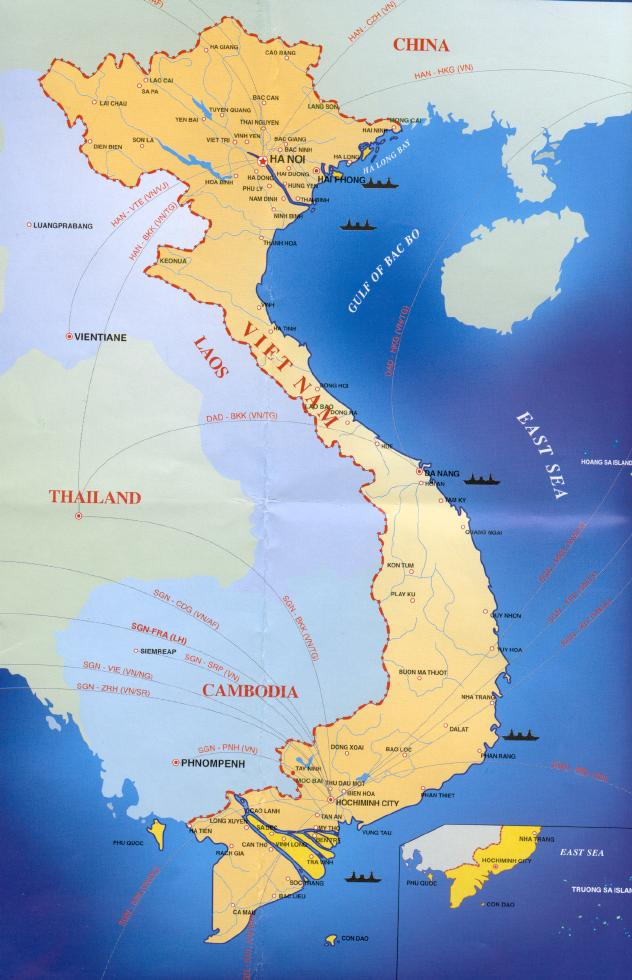 AF)
HAN - CZH (VN)
CHINA
HAN - HKG (VN)
HA GIANG
CAO BANG
LAO CAI
SA PA
LAI CHAU
BAC CAN
LANG SON
TUYEN QUANG
YEN BAI
THAI NGUYEN
MONG CAI
HAI NINH
DIEN BIEN
SON LA
VIET TRI
VINH YEN
BAC GIANG
BAC NINH
HA NOI
HA LONG
HA LONG BAY
HOA BINH
HA DONG
HAI DUONG
HAI PHONG
PHU LY
HUNG YEN
NAM DINH
THAI BINH
NINH BINH
HAN - VTE (VN/VJ)
HAN - BKK (VN/TG)
LUANGPRABANG
THANH HOA
KEONUA
GULF OF BAC BO
VINH
HA TINH
VIENTIANE
LAOS
VIET NAM
DAD - HKG (VN/TG)
DONG HOI
LAO BAO
DONG HA
DAD - BKK (VN/TG)
HUE
EAST SEA
HOANG SA ISLAND
DA NANG
HOI AN
TAM KY
THAILAND
QUANG NGAI
KON TUM
PLAY KU
SGN - CDG (VN/AF)
SGN - BKK (VN/TG)
QUY NHON
SGN-FRA (LH)
SIEMREAP
SGN - SRP (VN)
TUY HOA
SGN - VIE (VN/NG)
SGN - ZRH (VN/SR)
CAMBODIA
BUON MA THUOT
NHA TRANG
DALAT
SGN - PNH (VN)
PHNOMPENH
DONG XOAI
BAO LOC
PHAN RANG
TAY NINH
MOC BAI
THU DAU MOT
BIEN HOA
HOCHIMINH CITY
PHAN THIET
CAO LANH
TAN AN
LONG XUYEN
SA DEC
MY THO
VUNG TAU
HA TIEN
BEN TRE
PHU QUOC
CAN THO
VINH LONG
RACH GIA
TRA VINH
SOC TRANG
BAC LIEU
CA MAU
CON DAO
NHA TRANG
EAST SEA
HOCHIMINH CITY
PHU QUOC
TRUONG SA ISLAND
CON DAO